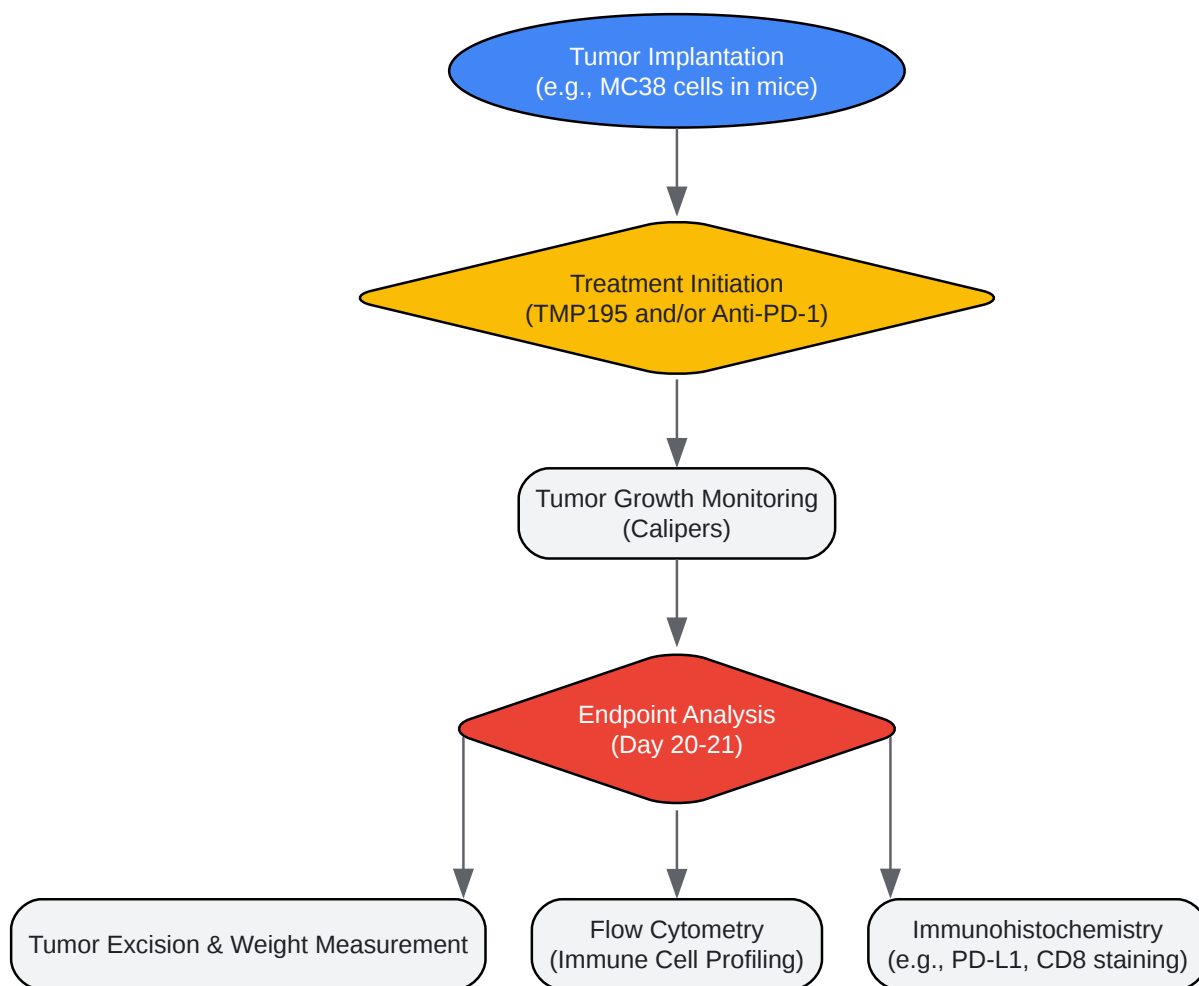 Tumor Implantation
(e.g., MC38 cells in mice)
Treatment Initiation
(TMP195 and/or Anti-PD-1)
Tumor Growth Monitoring
(Calipers)
Endpoint Analysis
(Day 20-21)
Tumor Excision & Weight Measurement
Flow Cytometry
(Immune Cell Profiling)
Immunohistochemistry
(e.g., PD-L1, CD8 staining)